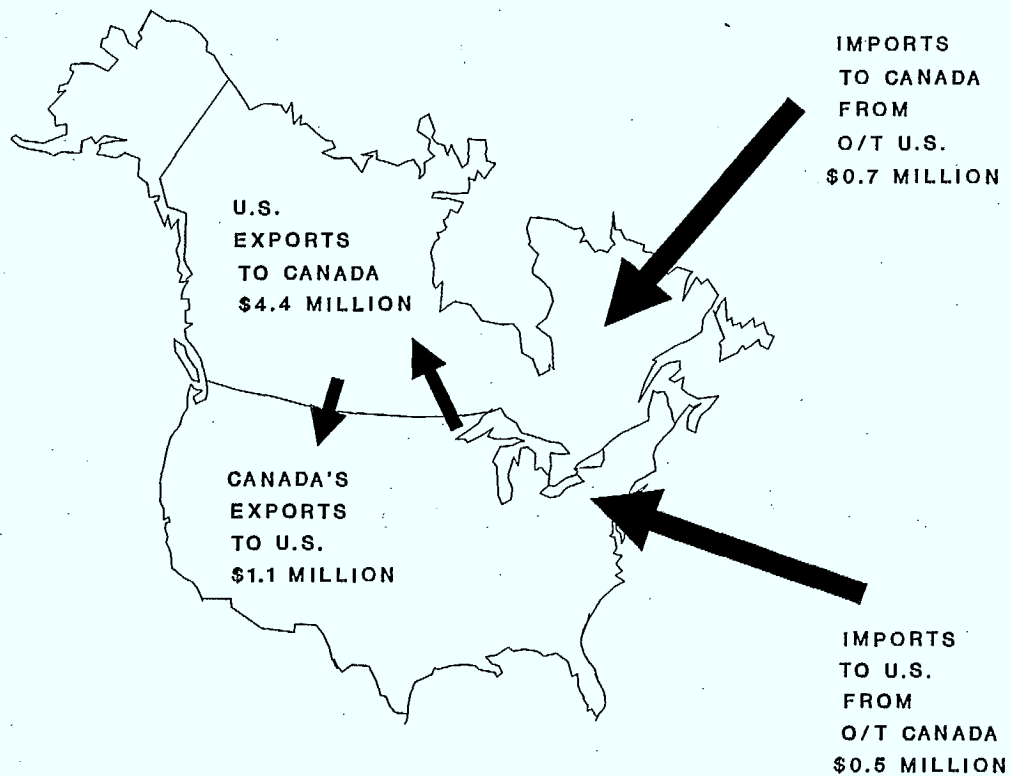 IMPORTS
TO CANADA
FROM
O/T U.S.
$0.7 MILLION
U.S.
EXPORTS
TO CANADA
$4.4 MILLION
CANADA'S
EXPORTS
TO U.S.
$1.1 MILLION
IMPORTS
TO U.S.
FROM
O/T CANADA
$0.5 MILLION